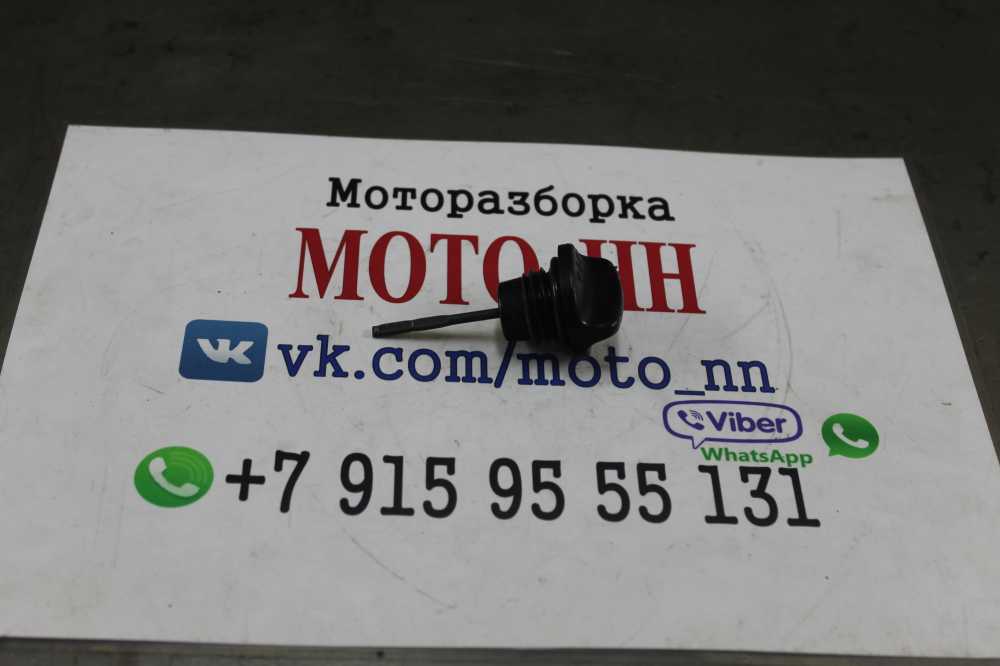 Моторазборка
МОТО НН
vk.com/moto_nn
Viber
WhatsApp
+7 915 95 55 131